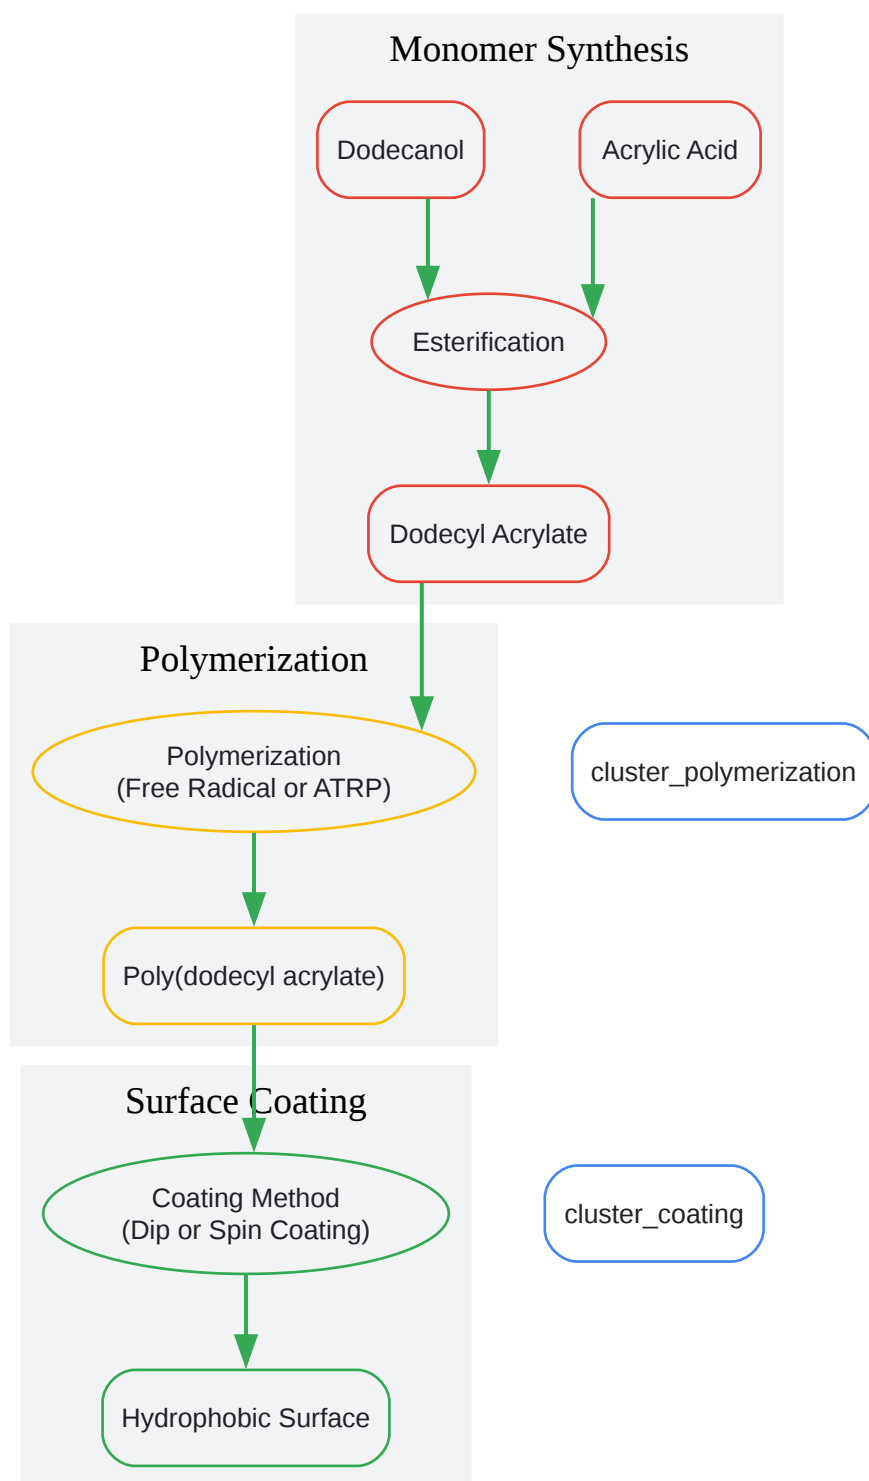 Monomer Synthesis
Dodecanol
Acrylic Acid
Esterification
Dodecyl Acrylate
Polymerization
Polymerization
(Free Radical or ATRP)
cluster_polymerization
Poly(dodecyl acrylate)
Surface Coating
Coating Method
(Dip or Spin Coating)
cluster_coating
Hydrophobic Surface